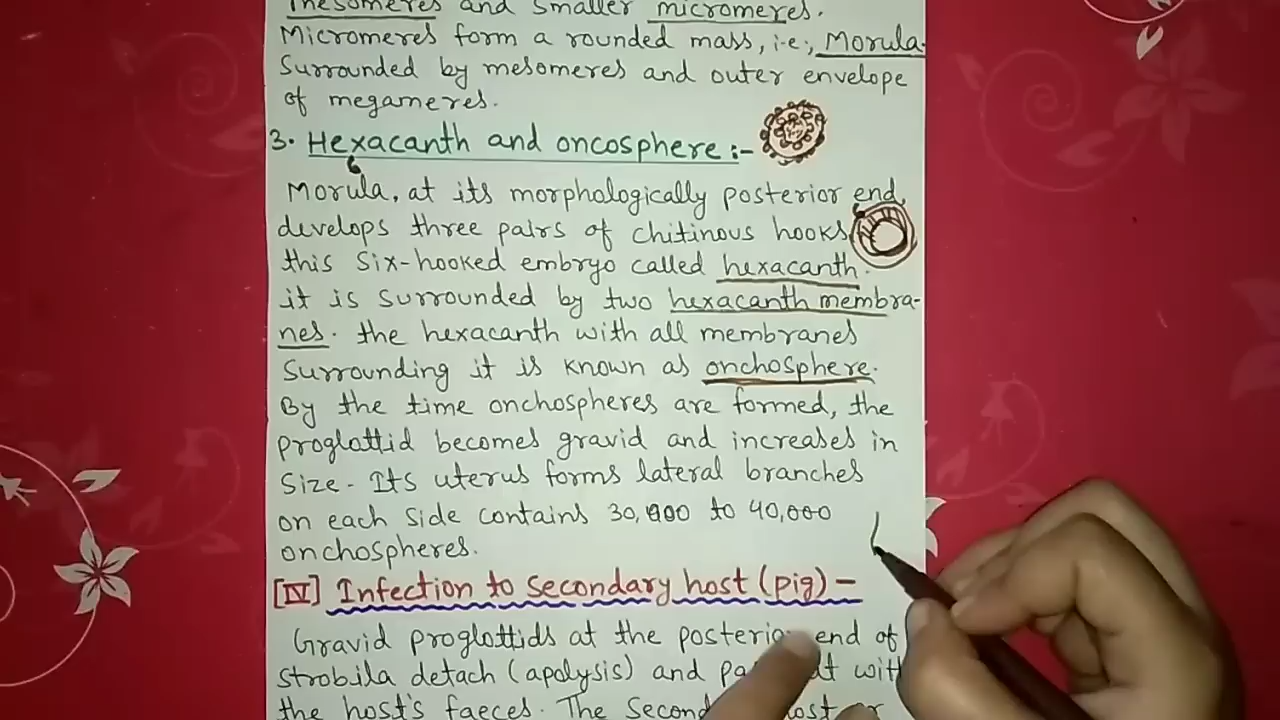 mesomeres and smaller micromeres.
Micromeres form a rounded mass, i.e., Morula.
Surrounded by mesomeres and outer envelope
of megameres.
3. Hexacanth and oncosphere :-
6
Morula, at its morphologically posterior end,
develops three pairs of chitinous hooks
this Six-hooked embryo called hexacanth.
it is surrounded by two hexacanth membra-
nes. the hexacanth with all membranes
Surrounding it is known as onchosphere.
By the time onchospheres are formed, the
proglottid becomes gravid and increases in
Size. Its uterus forms lateral branches
on each side contains 30,000 to 40,000
onchospheres.
[IV] Infection to secondary host (pig) -
Gravid proglottids at the posterior end of
strobila detach (apolysis) and with
the host's faeces. The